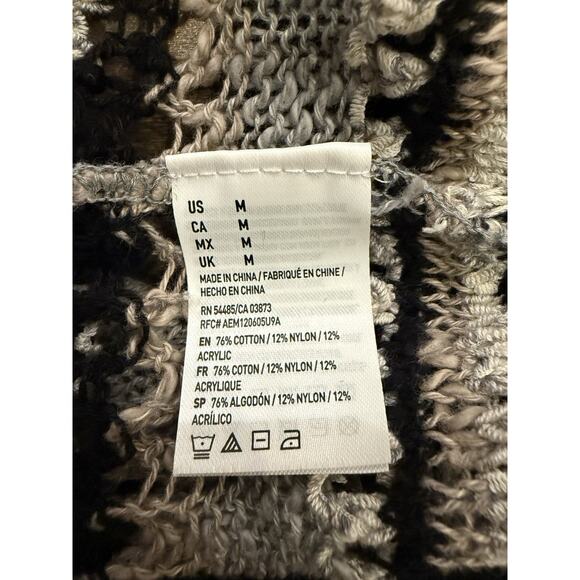 US M
CA M
MX M
UK M
MADE IN CHINA / FABRIQUÉ EN CHINE /
HECHO EN CHINA
RN 54485/CA 03873
RFC# AEM120605U9A
EN 76% COTTON / 12% NYLON / 12%
ACRYLIC
FR 76% COTON / 12% NYLON / 12%
ACRYLIQUE
SP 76% ALGODÓN / 12% NYLON / 12%
ACRÍLICO